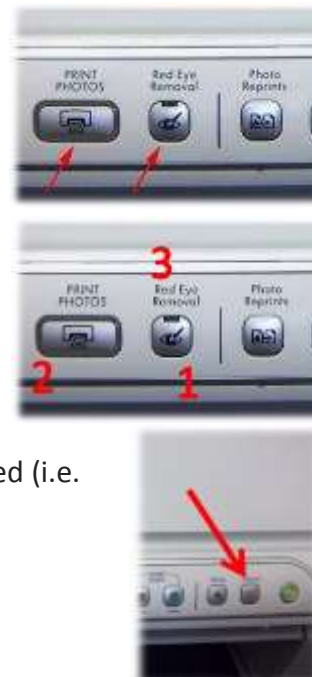 PRINT
PHOTOS
Red Eye
Removal
Photo
Reprints
3
PRINT
PHOTOS
Red Eye
Removal
Photo
Reprints
2
1
ed (i.e.